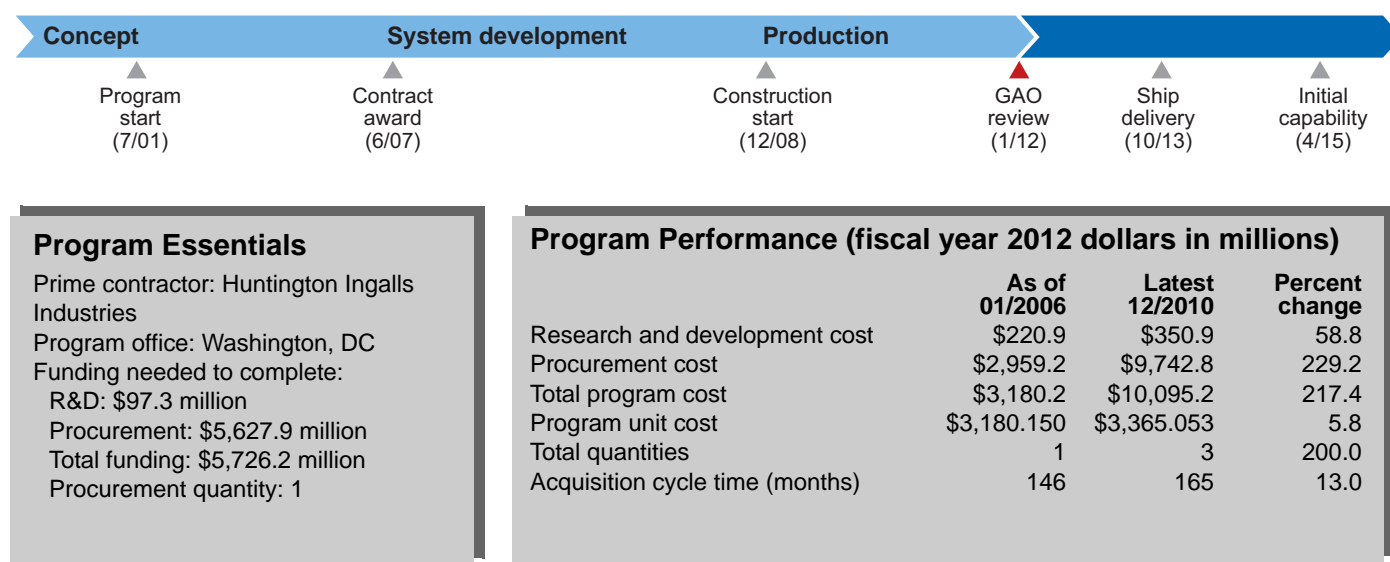 Concept System development Production
Program start (7/01)
Contract award (6/07)
Construction start (12/08)
GAO review (1/12)
Ship delivery (10/13)
Initial capability (4/15)
Program Essentials
Prime contractor: Huntington Ingalls
Industries
Program office: Washington, DC
Funding needed to complete:
R&D: $97.3 million
Procurement: $5,627.9 million
Total funding: $5,726.2 million
Procurement quantity: 1
Program Performance (fiscal year 2012 dollars in millions)
As of Latest Percent
01/2006 12/2010 change
Research and development cost $220.9 $350.9 58.8
Procurement cost $2,959.2 $9,742.8 229.2
Total program cost $3,180.2 $10,095.2 217.4
Program unit cost $3,180.150 $3,365.053 5.8
Total quantities 1 3 200.0
Acquisition cycle time (months) 146 165 13.0